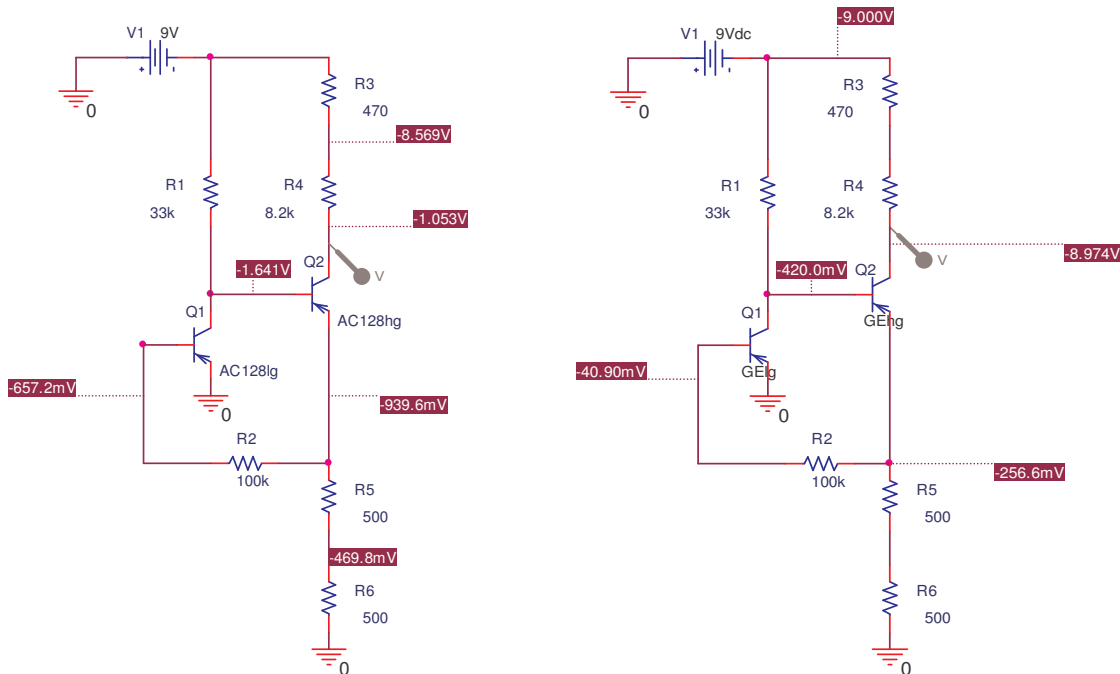 V1 9V
0
R3
470
-8.569V
R1
33k
R4
8.2k
-1.053V
V
-1.641V
Q2
AC128hg
Q1
AC128lg
0
-657.2mV
-939.6mV
R2
100k
R5
500
-469.8mV
R6
500
0
-9.000V
V1 9Vdc
0
R3
470
R1
33k
R4
8.2k
-8.974V
V
-420.0mV
Q2
GEhg
Q1
GElg
0
-40.90mV
R2
100k
-256.6mV
R5
500
R6
500
0